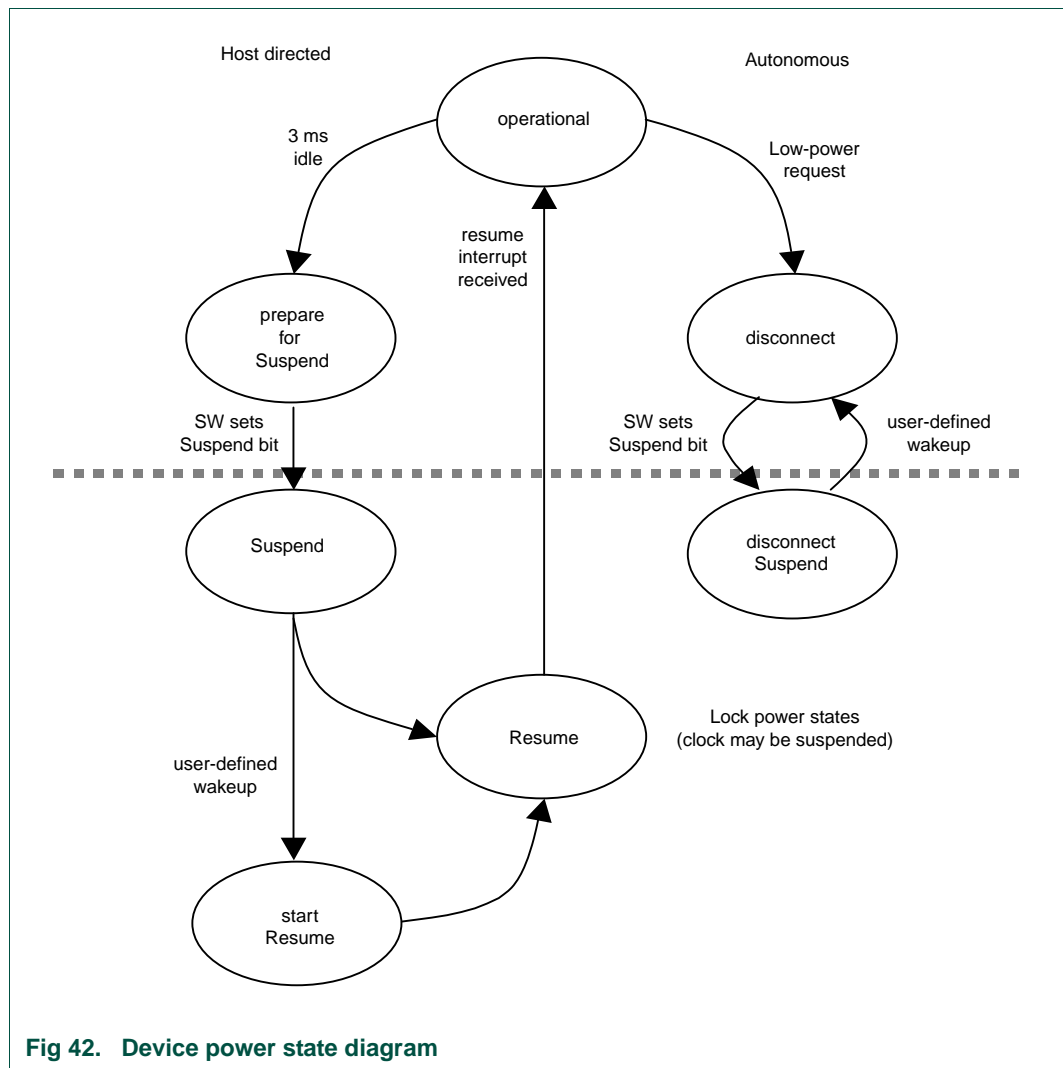 Host directed
Autonomous
operational
3 ms
idle
Low-power
request
resume
interrupt
received
prepare
for
Suspend
disconnect
SW sets
Suspend bit
SW sets
Suspend bit
user-defined
wakeup
Suspend
disconnect
Suspend
Resume
Lock power states
(clock may be suspended)
user-defined
wakeup
start
Resume
Fig 42. Device power state diagram